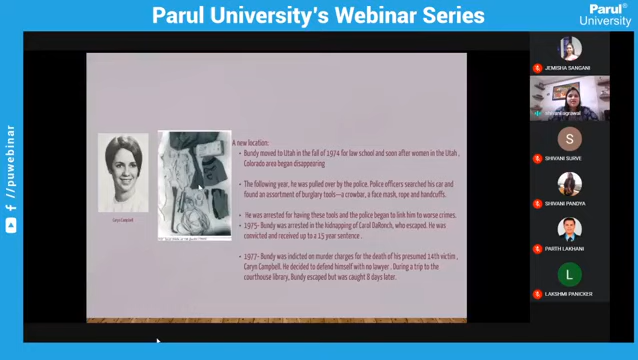 Parul University's Webinar Series
Parul®
University
/puwebinar
A new location:
• Bundy moved to Utah in the fall of 1974 for law school and soon after women in the Utah ,
Colorado area began disappearing
• The following year, he was pulled over by the police. Police officers searched his car and
found an assortment of burglary tools—a crowbar, a face mask, rope and handcuffs.
• He was arrested for having these tools and the police began to link him to worse crimes.
• 1975- Bundy was arrested in the kidnapping of Carol DaRonch, who escaped. He was
convicted and received up to a 15 year sentence .
• 1977- Bundy was indicted on murder charges for the death of his presumed 14th victim ,
Caryn Campbell. He decided to defend himself with no lawyer . During a trip to the
courthouse library, Bundy escaped but was caught 8 days later.
Caryn Campbell
JEMISHA SANGANI
shivani agrawal
S
SHIVANI SURVE
SHIVANI PANDYA
PARTH LAKHANI
L
LAKSHMI PANICKER